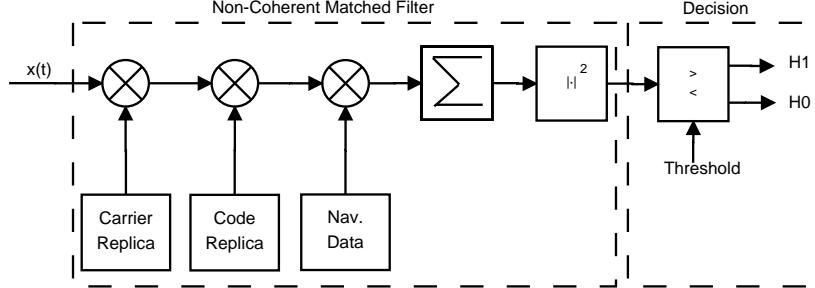 Non-Coherent Matched Filter
Decision
x(t)
∑
|·|²
>
<
H1
H0
Threshold
Carrier
Replica
Code
Replica
Nav.
Data